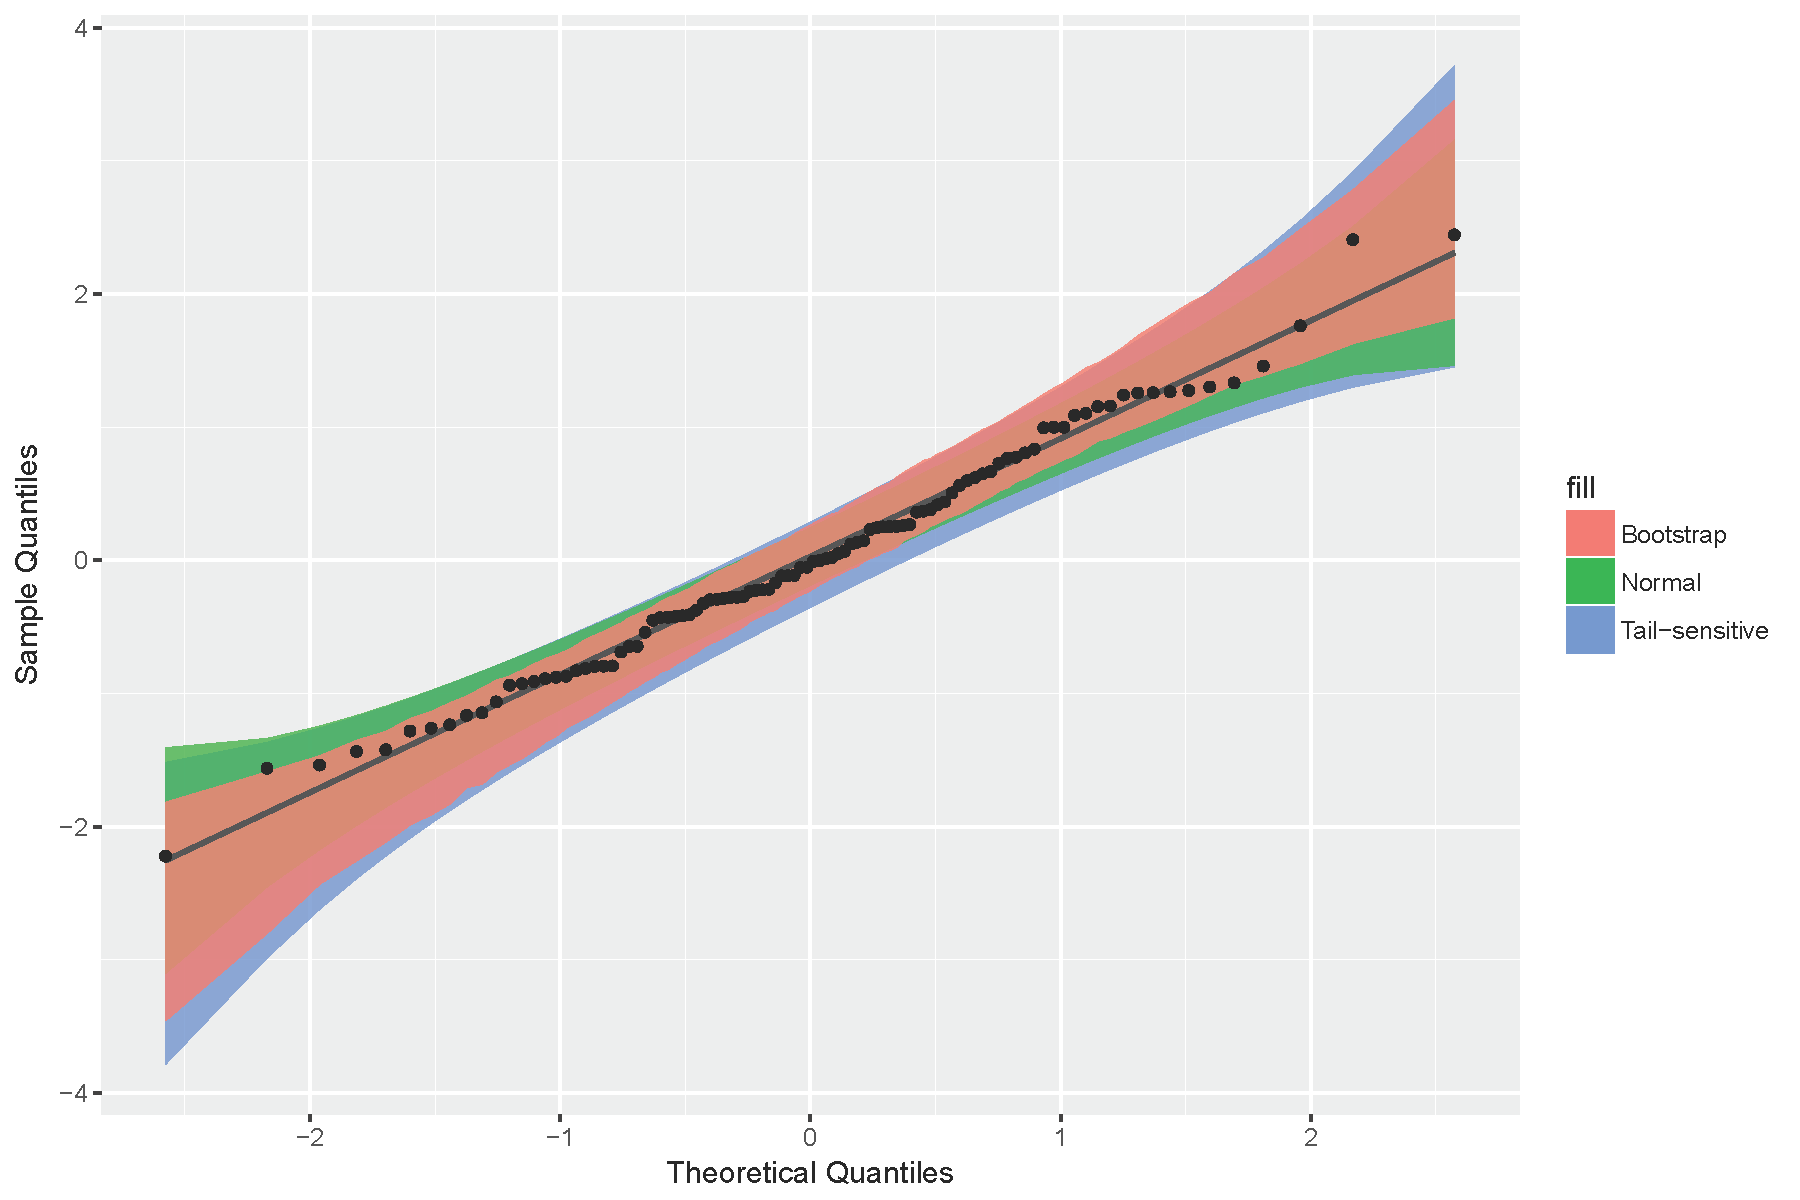 4
2
0
−2
−4
Sample Quantiles
−2
−1
0
1
2
Theoretical Quantiles
fill
Bootstrap
Normal
Tail−sensitive